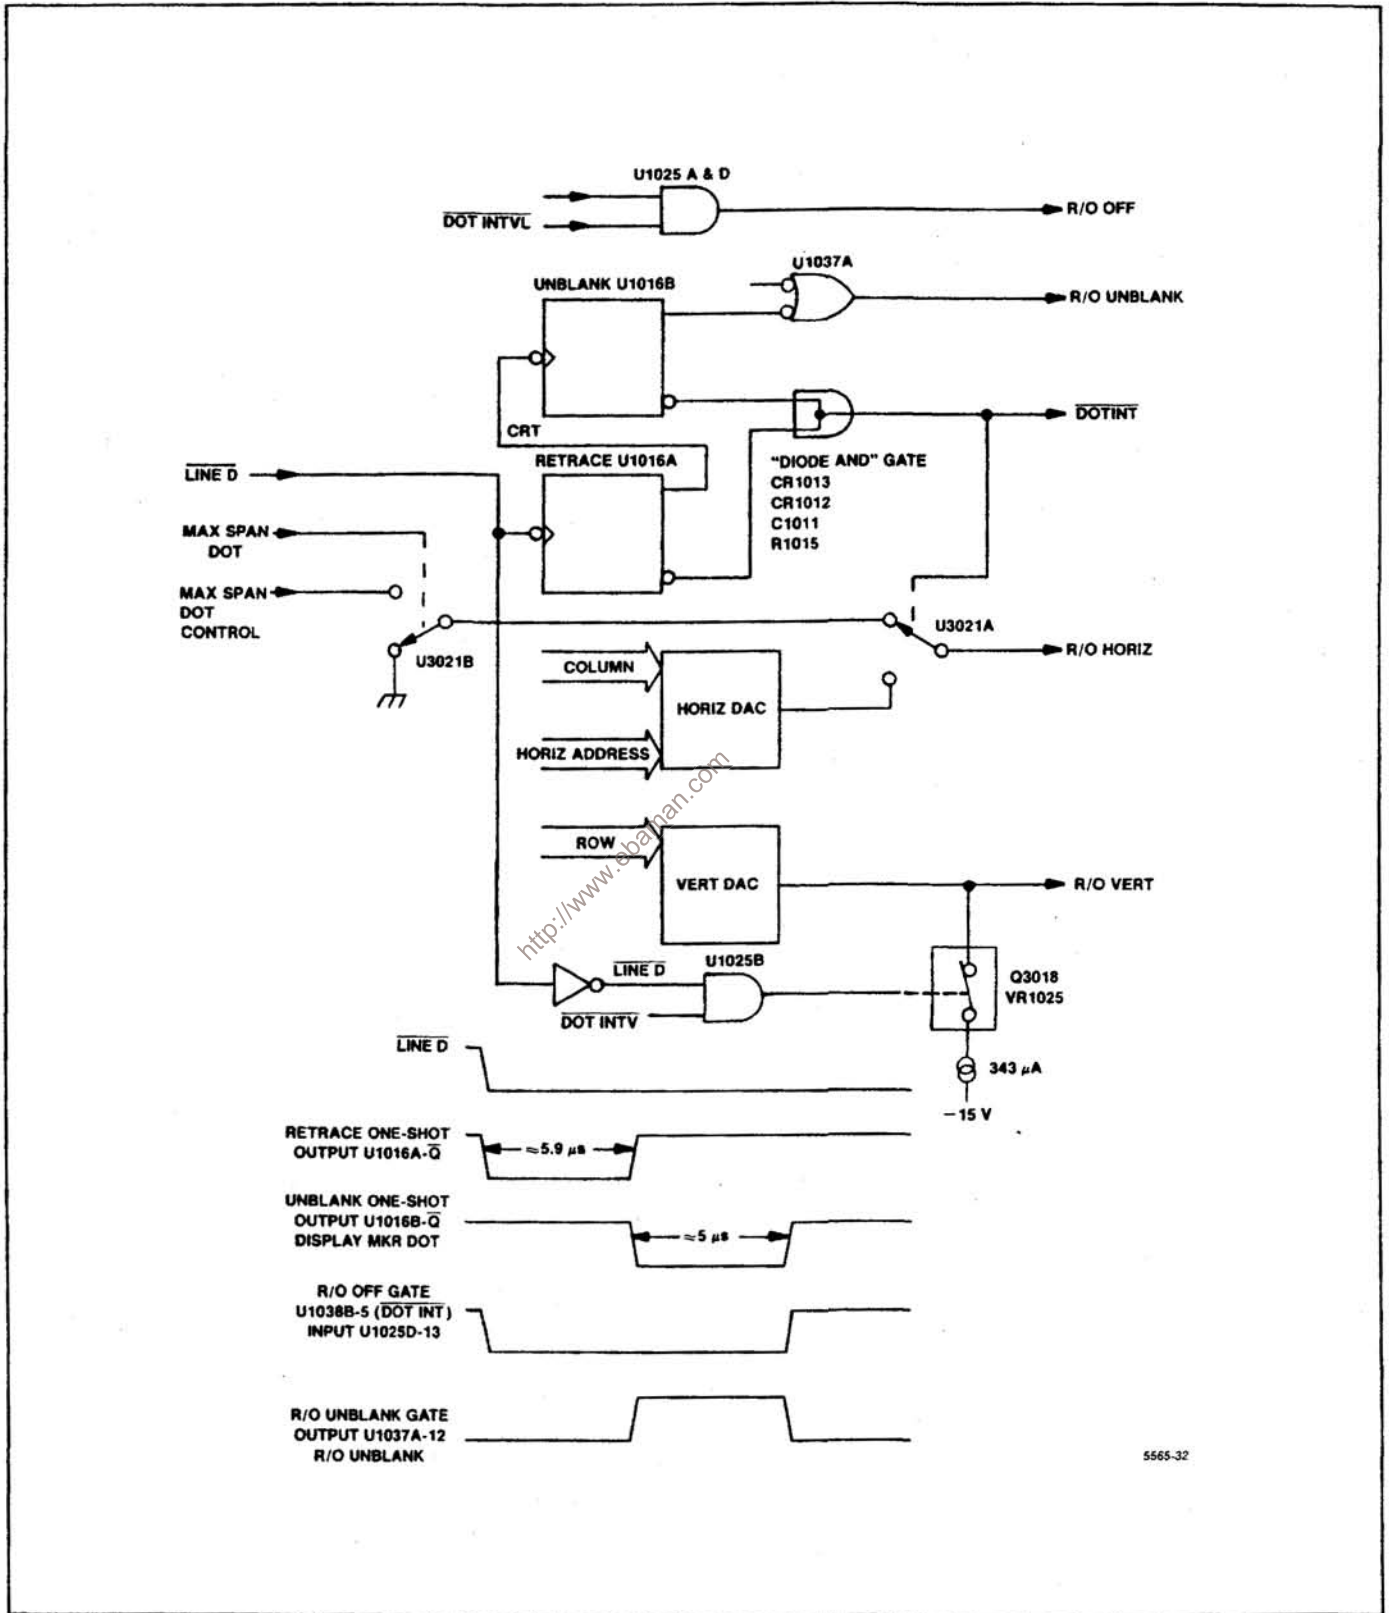 U1025 A & D
DOT INTVL
R/O OFF
U1037A
UNBLANK U1016B
R/O UNBLANK
DOTINT
CRT
RETRACE U1016A
"DIODE AND" GATE
CR1013
CR1012
C1011
R1015
LINE D
MAX SPAN
DOT
MAX SPAN
DOT
CONTROL
U3021B
U3021A
R/O HORIZ
COLUMN
HORIZ DAC
HORIZ ADDRESS
http://www.ebaman.com
ROW
VERT DAC
R/O VERT
LINE D
U1025B
Q3018
VR1025
DOT INTV
343 µA
−15 V
LINE D
RETRACE ONE-SHOT
OUTPUT U1016A-Q̅
≈5.9 µs
UNBLANK ONE-SHOT
OUTPUT U1016B-Q̅
DISPLAY MKR DOT
≈5 µs
R/O OFF GATE
U1038B-5 (DOT INT)
INPUT U1025D-13
R/O UNBLANK GATE
OUTPUT U1037A-12
R/O UNBLANK
5565-32